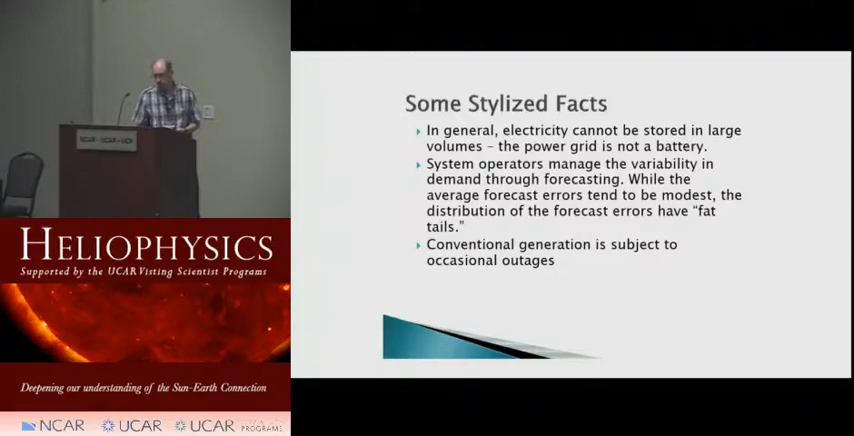 Some Stylized Facts
In general, electricity cannot be stored in large
volumes – the power grid is not a battery.
System operators manage the variability in
demand through forecasting. While the
average forecast errors tend to be modest, the
distribution of the forecast errors have “fat
tails.”
Conventional generation is subject to
occasional outages
HELIOPHYSICS
Supported by the UCAR Visting Scientist Programs
Deepening our understanding of the Sun-Earth Connection
NCAR UCAR UCAR PROGRAMS